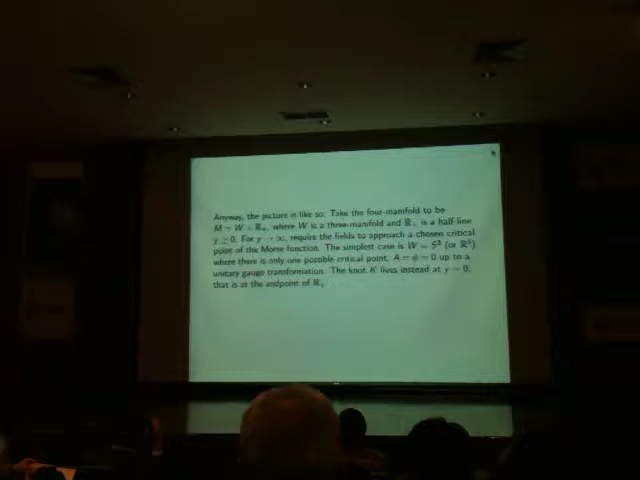 Anyway, the picture is like so: Take the four-manifold to be
M = W × ℝ₊, where W is a three-manifold and ℝ₊ is a half-line
y ≥ 0. For y → ∞, require the fields to approach a chosen critical
point of the Morse function. The simplest case is W = S³ (or ℝ³)
where there is only one possible critical point, A = φ = 0 up to a
unitary gauge transformation. The knot K lives instead at y = 0,
that is at the endpoint of ℝ₊.